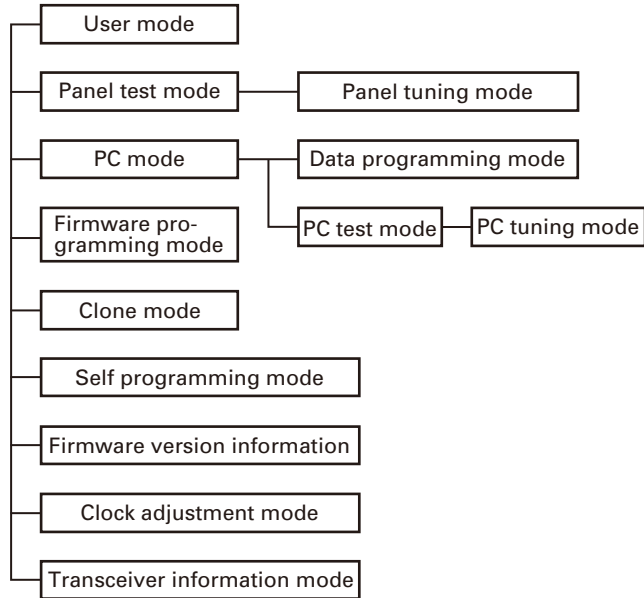 User mode
Panel test mode
Panel tuning mode
PC mode
Data programming mode
Firmware pro-
gramming mode
PC test mode
PC tuning mode
Clone mode
Self programming mode
Firmware version information
Clock adjustment mode
Transceiver information mode